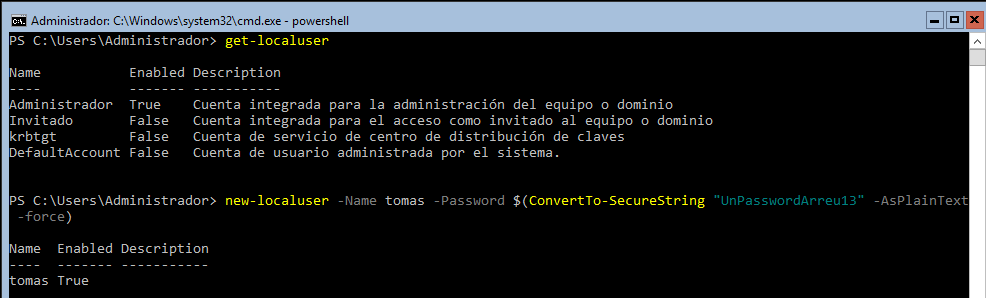 Administrador: C:\Windows\system32\cmd.exe - powershell
PS C:\Users\Administrador> get-localuser
Name           Enabled Description
----           ------- -----------
Administrador  True    Cuenta integrada para la administración del equipo o dominio
Invitado       False   Cuenta integrada para el acceso como invitado al equipo o dominio
krbtgt         False   Cuenta de servicio de centro de distribución de claves
DefaultAccount False   Cuenta de usuario administrada por el sistema.
PS C:\Users\Administrador> new-localuser -Name tomas -Password $(ConvertTo-SecureString "UnPasswordArreu13" -AsPlainText
 -force)
Name  Enabled Description
----  ------- -----------
tomas True